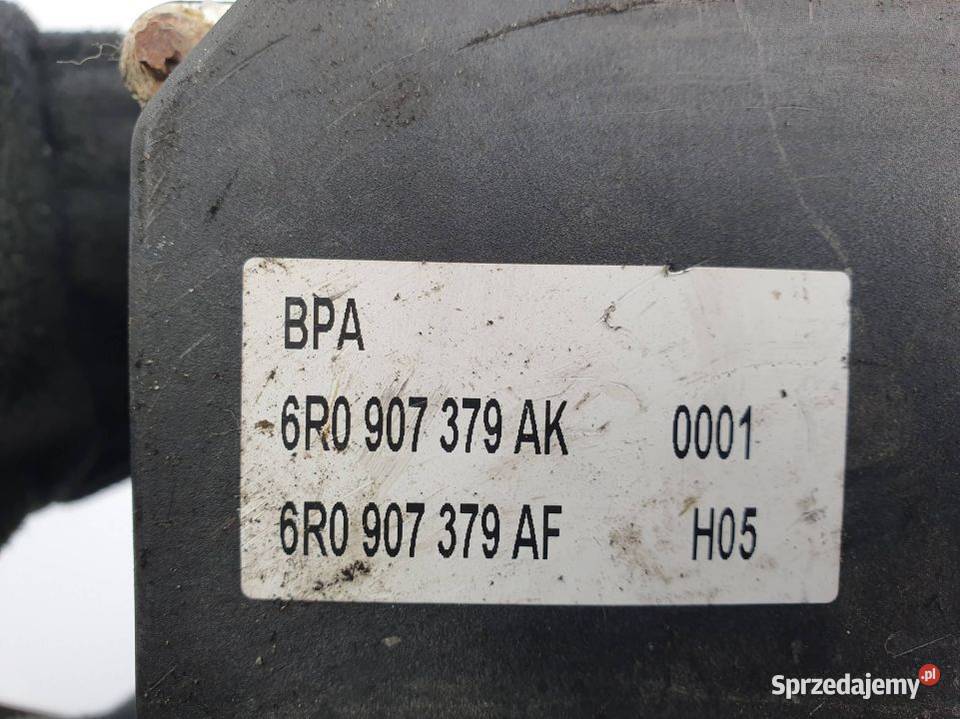 BPA
6R0 907 379 AK 0001
6R0 907 379 AF H05
Sprzedajemy.pl